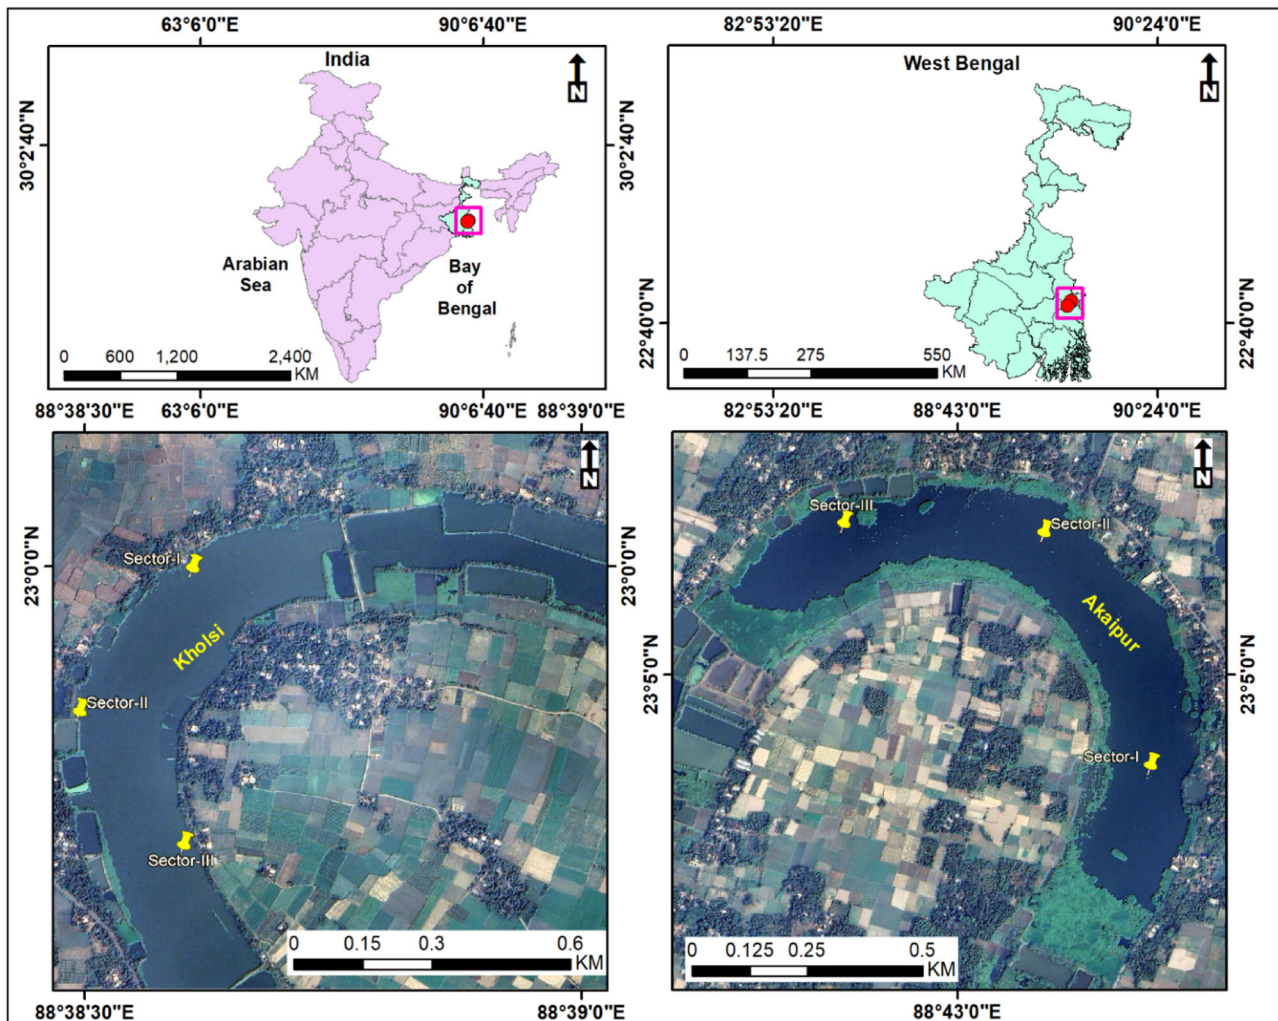 63°6'0"E
90°6'40"E
82°53'20"E
90°24'0"E
India
N
West Bengal
N
30°2'40"N
30°2'40"N
Arabian
Sea
Bay
of
Bengal
22°40'0"N
22°40'0"N
0 600 1,200 2,400
KM
0 137.5 275 550
KM
88°38'30"E
63°6'0"E
90°6'40"E
88°39'0"E
82°53'20"E
88°43'0"E
90°24'0"E
N
N
Sector-I
Sector-III
Sector-II
23°0'0"N
23°0'0"N
Kholsi
Akaipur
Sector-II
23°5'0"N
23°5'0"N
Sector-I
Sector-III
0 0.15 0.3 0.6
KM
0 0.125 0.25 0.5
KM
88°38'30"E
88°39'0"E
88°43'0"E